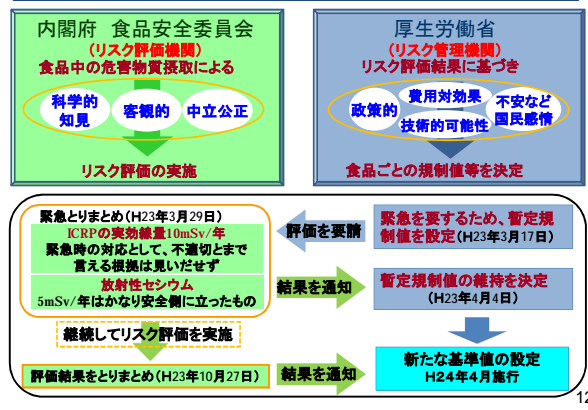 内閣府 食品安全委員会
(リスク評価機関)
食品中の危害物質摂取による
科学的
知見
客観的
中立公正
リスク評価の実施
厚生労働省
(リスク管理機関)
リスク評価結果に基づき
政策的
費用対効果
技術的可能性
不安など
国民感情
食品ごとの規制値等を決定
緊急とりまとめ(H23年3月29日)
ICRPの実効線量10mSv/年
緊急時の対応として、不適切とまで
言える根拠は見いだせず
放射性セシウム
5mSv/年はかなり安全側に立ったもの
評価を要請
緊急を要するため、暫定規
制値を設定(H23年3月17日)
結果を通知
暫定規制値の維持を決定
(H23年4月4日)
継続してリスク評価を実施
評価結果をとりまとめ(H23年10月27日)
結果を通知
新たな基準値の設定
H24年4月施行
12